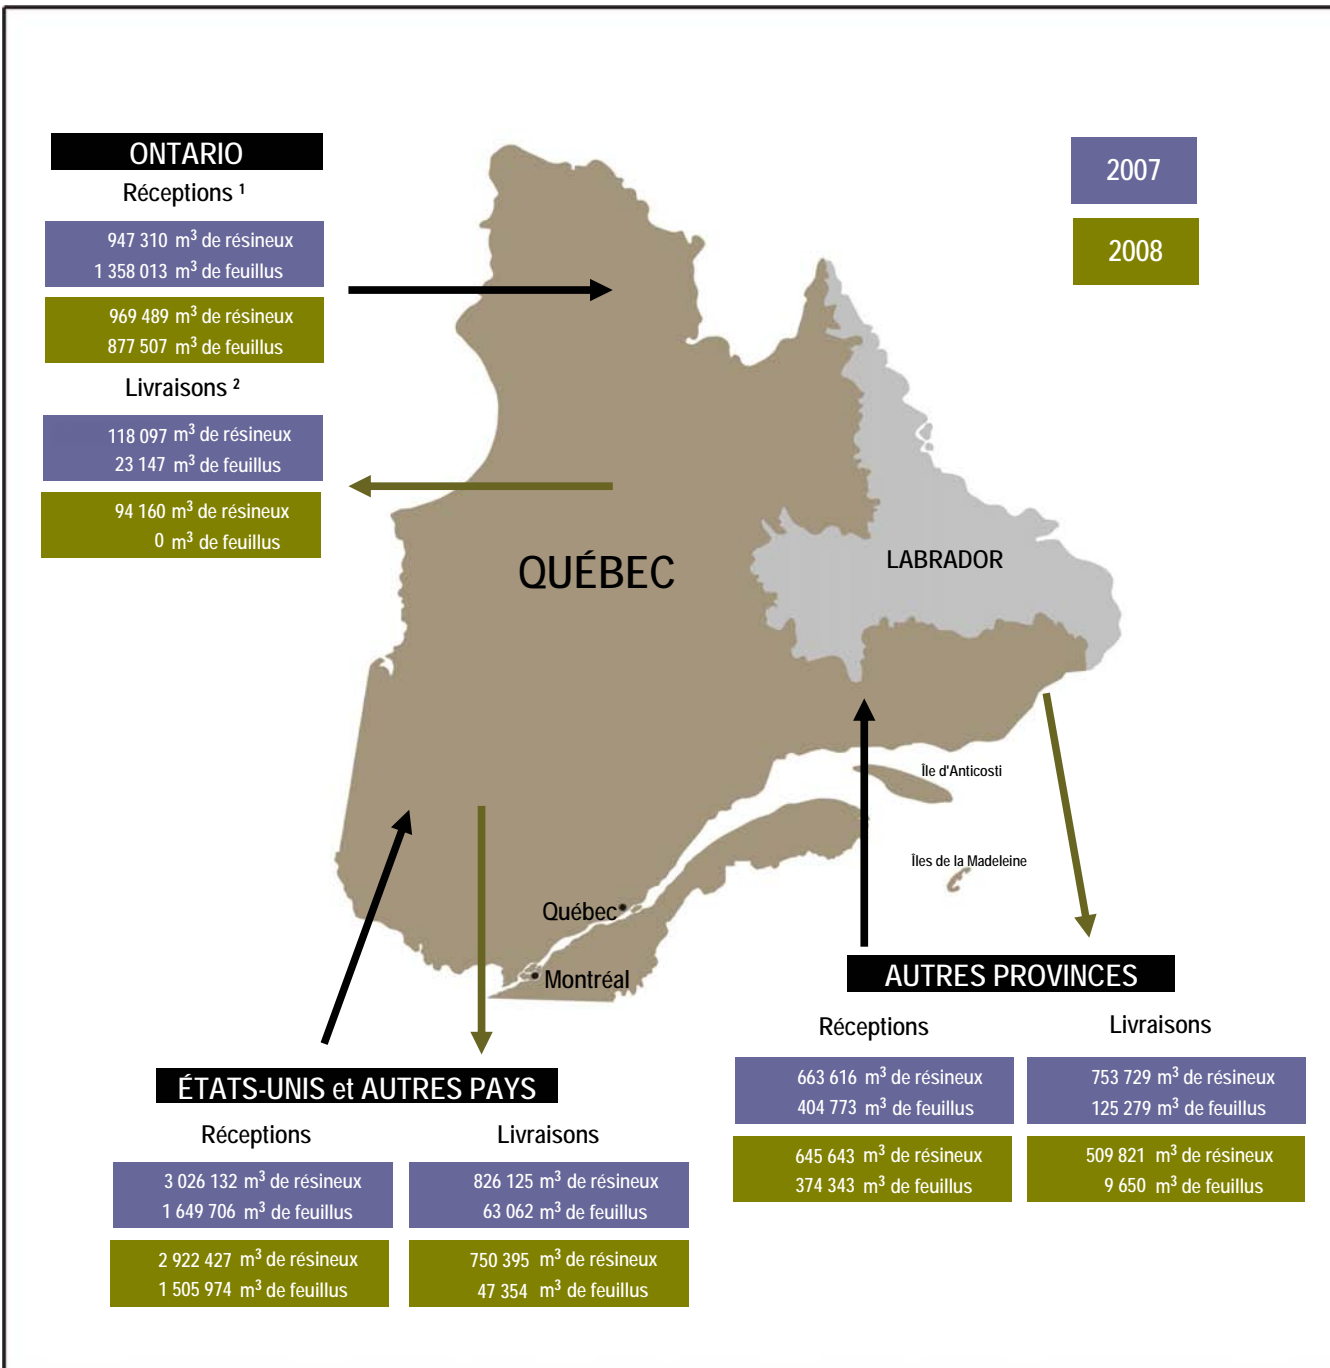 ONTARIO
Réceptions ¹
947 310 m³ de résineux
1 358 013 m³ de feuillus
969 489 m³ de résineux
877 507 m³ de feuillus
Livraisons ²
118 097 m³ de résineux
23 147 m³ de feuillus
94 160 m³ de résineux
0 m³ de feuillus
2007
2008
QUÉBEC
LABRADOR
Île d'Anticosti
Îles de la Madeleine
Québec
Montréal
AUTRES PROVINCES
Réceptions
663 616 m³ de résineux
404 773 m³ de feuillus
645 643 m³ de résineux
374 343 m³ de feuillus
Livraisons
753 729 m³ de résineux
125 279 m³ de feuillus
509 821 m³ de résineux
9 650 m³ de feuillus
ÉTATS-UNIS et AUTRES PAYS
Réceptions
3 026 132 m³ de résineux
1 649 706 m³ de feuillus
2 922 427 m³ de résineux
1 505 974 m³ de feuillus
Livraisons
826 125 m³ de résineux
63 062 m³ de feuillus
750 395 m³ de résineux
47 354 m³ de feuillus